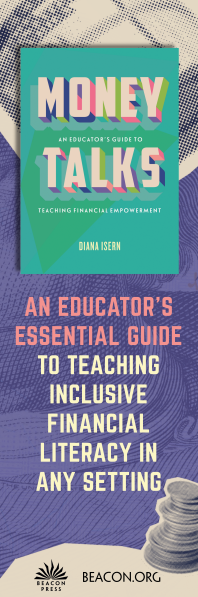 MONEY
AN EDUCATOR'S GUIDE TO
TALKS
TEACHING FINANCIAL EMPOWERMENT
DIANA ISERN
AN EDUCATOR'S
ESSENTIAL GUIDE
TO TEACHING
INCLUSIVE
FINANCIAL
LITERACY IN
ANY SETTING
BEACON
PRESS
BEACON.ORG